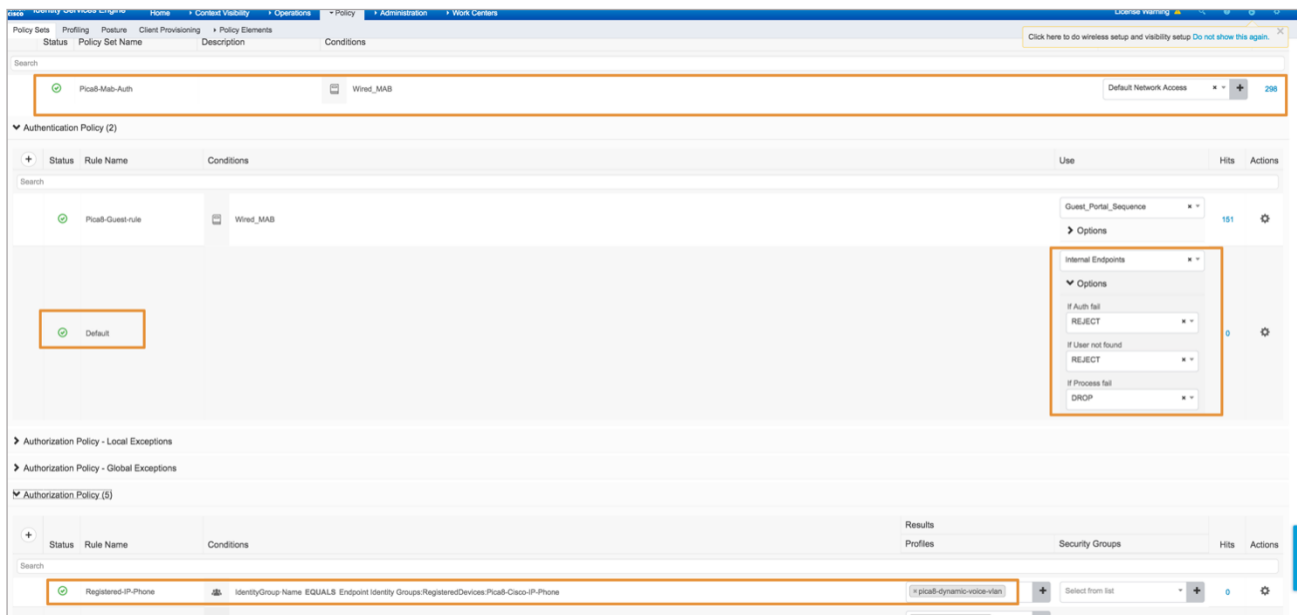 cisco Identity Services Engine Home Context Visibility Operations Policy Administration Work Centers License Warning
Policy Sets Profiling Posture Client Provisioning Policy Elements
Click here to do wireless setup and visibility setup Do not show this again.
Status Policy Set Name Description Conditions
Search
Pica8-Mab-Auth Wired_MAB Default Network Access 298
Authentication Policy (2)
Status Rule Name Conditions Use Hits Actions
Search
Pica8-Guest-rule Wired_MAB Guest_Portal_Sequence 151
Options
Internal Endpoints
Options
If Auth fail
REJECT
Default 0
If User not found
REJECT
If Process fail
DROP
Authorization Policy - Local Exceptions
Authorization Policy - Global Exceptions
Authorization Policy (5)
Results
Status Rule Name Conditions Profiles Security Groups Hits Actions
Search
Registered-IP-Phone IdentityGroup Name EQUALS Endpoint Identity Groups:RegisteredDevices:Pica8-Cisco-IP-Phone × pica8-dynamic-voice-vlan Select from list 0